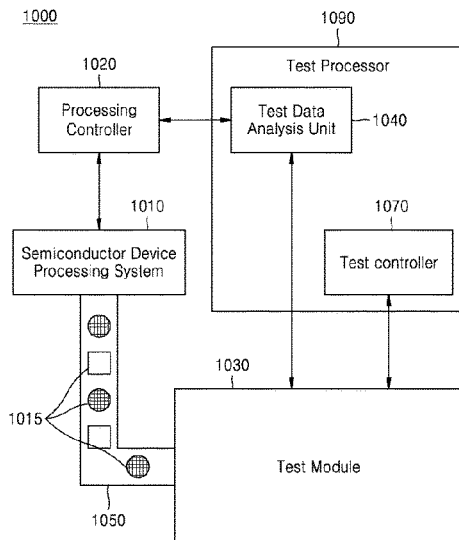 1000
1090
1020
Test Processor
Processing
Controller
Test Data
Analysis Unit
1040
1010
1070
Semiconductor Device
Processing System
Test controller
1030
1015
Test Module
1050